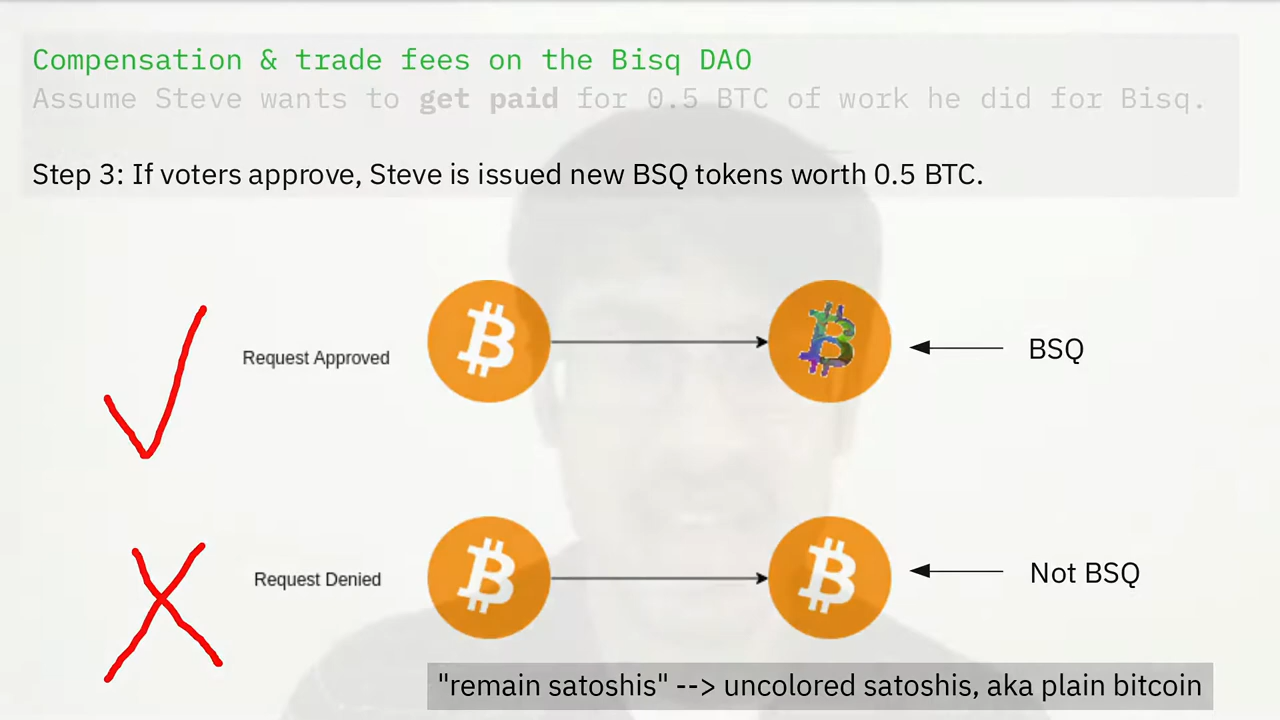 Compensation & trade fees on the Bisq DAO
Assume Steve wants to get paid for 0.5 BTC of work he did for Bisq.
Step 3: If voters approve, Steve is issued new BSQ tokens worth 0.5 BTC.
Request Approved
BSQ
Request Denied
Not BSQ
"remain satoshis" --> uncolored satoshis, aka plain bitcoin